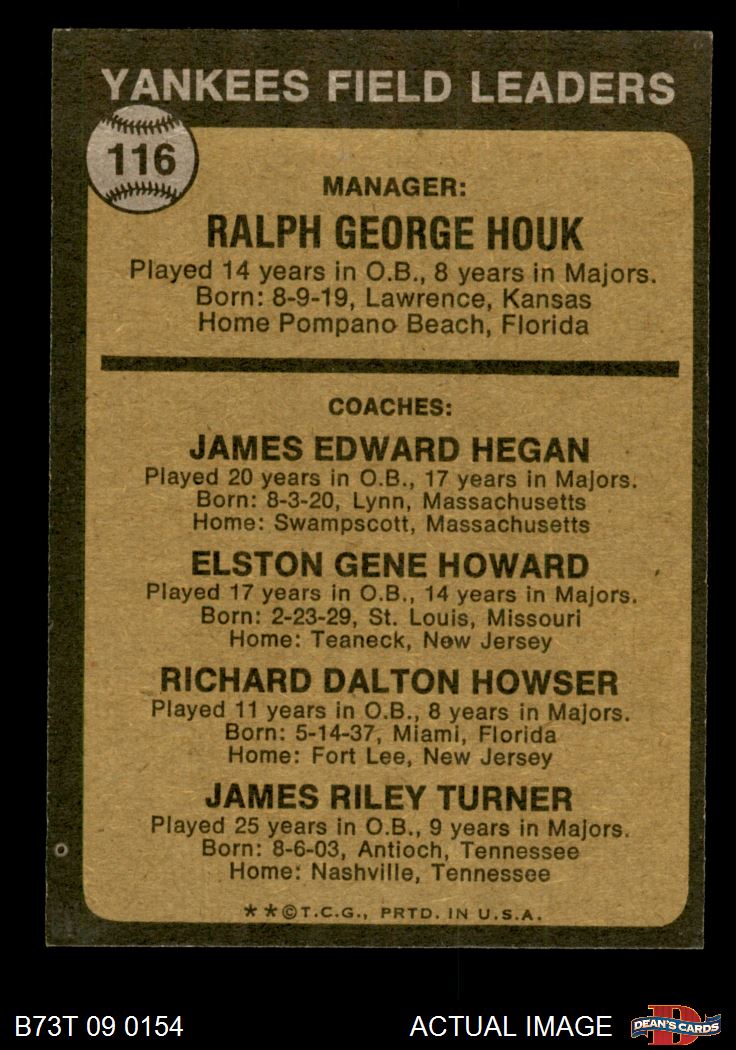 YANKEES FIELD LEADERS
116
MANAGER:
RALPH GEORGE HOUK
Played 14 years in O.B., 8 years in Majors.
Born: 8-9-19, Lawrence, Kansas
Home Pompano Beach, Florida
COACHES:
JAMES EDWARD HEGAN
Played 20 years in O.B., 17 years in Majors.
Born: 8-3-20, Lynn, Massachusetts
Home: Swampscott, Massachusetts
ELSTON GENE HOWARD
Played 17 years in O.B., 14 years in Majors.
Born: 2-23-29, St. Louis, Missouri
Home: Teaneck, New Jersey
RICHARD DALTON HOWSER
Played 11 years in O.B., 8 years in Majors.
Born: 5-14-37, Miami, Florida
Home: Fort Lee, New Jersey
JAMES RILEY TURNER
Played 25 years in O.B., 9 years in Majors.
Born: 8-6-03, Antioch, Tennessee
Home: Nashville, Tennessee
**©T.C.G., PRTD. IN U.S.A.
B73T 09 0154 ACTUAL IMAGE D DEAN'S CARDS